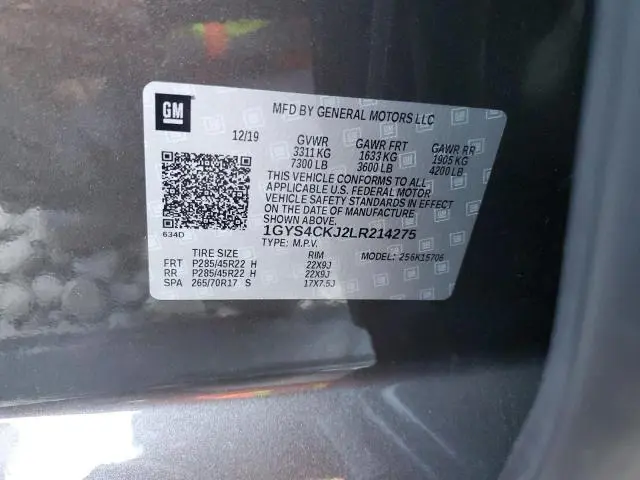 GM
MFD BY GENERAL MOTORS LLC
12/19 GVWR GAWR FRT GAWR RR
3311 KG 1633 KG 1905 KG
7300 LB 3600 LB 4200 LB
THIS VEHICLE CONFORMS TO ALL
APPLICABLE U.S. FEDERAL MOTOR
VEHICLE SAFETY STANDARDS IN EFFECT
ON THE DATE OF MANUFACTURE
SHOWN ABOVE.
1GYS4CKJ2LR214275
634D TYPE: M.P.V. MODEL: 256K15706
TIRE SIZE RIM
FRT P285/45R22 H 22X9J
RR P285/45R22 H 22X9J
SPA 265/70R17 S 17X7.5J